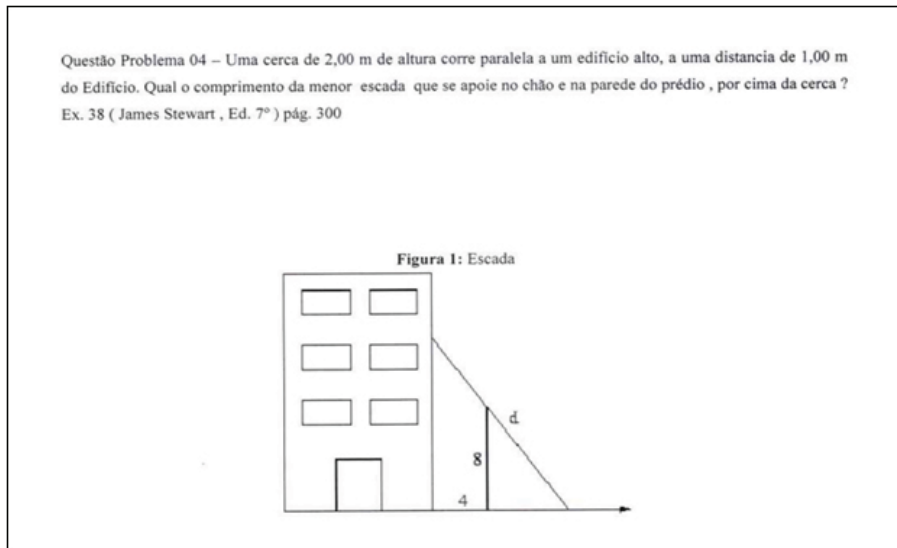 Questão Problema 04 – Uma cerca de 2,00 m de altura corre paralela a um edifício alto, a uma distancia de 1,00 m
do Edifício. Qual o comprimento da menor escada que se apoie no chão e na parede do prédio , por cima da cerca ?
Ex. 38 ( James Stewart , Ed. 7º ) pág. 300
Figura 1: Escada
d
8
4